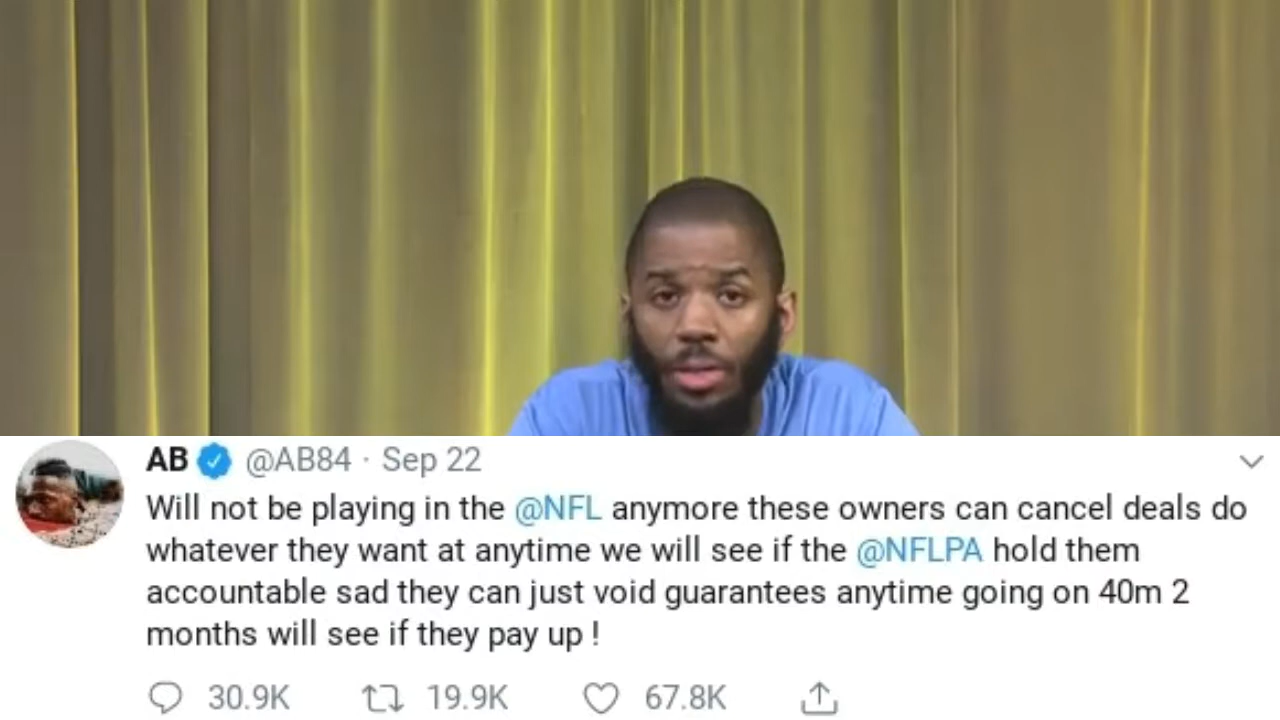 AB @AB84 · Sep 22
Will not be playing in the @NFL anymore these owners can cancel deals do
whatever they want at anytime we will see if the @NFLPA hold them
accountable sad they can just void guarantees anytime going on 40m 2
months will see if they pay up !
30.9K 19.9K 67.8K